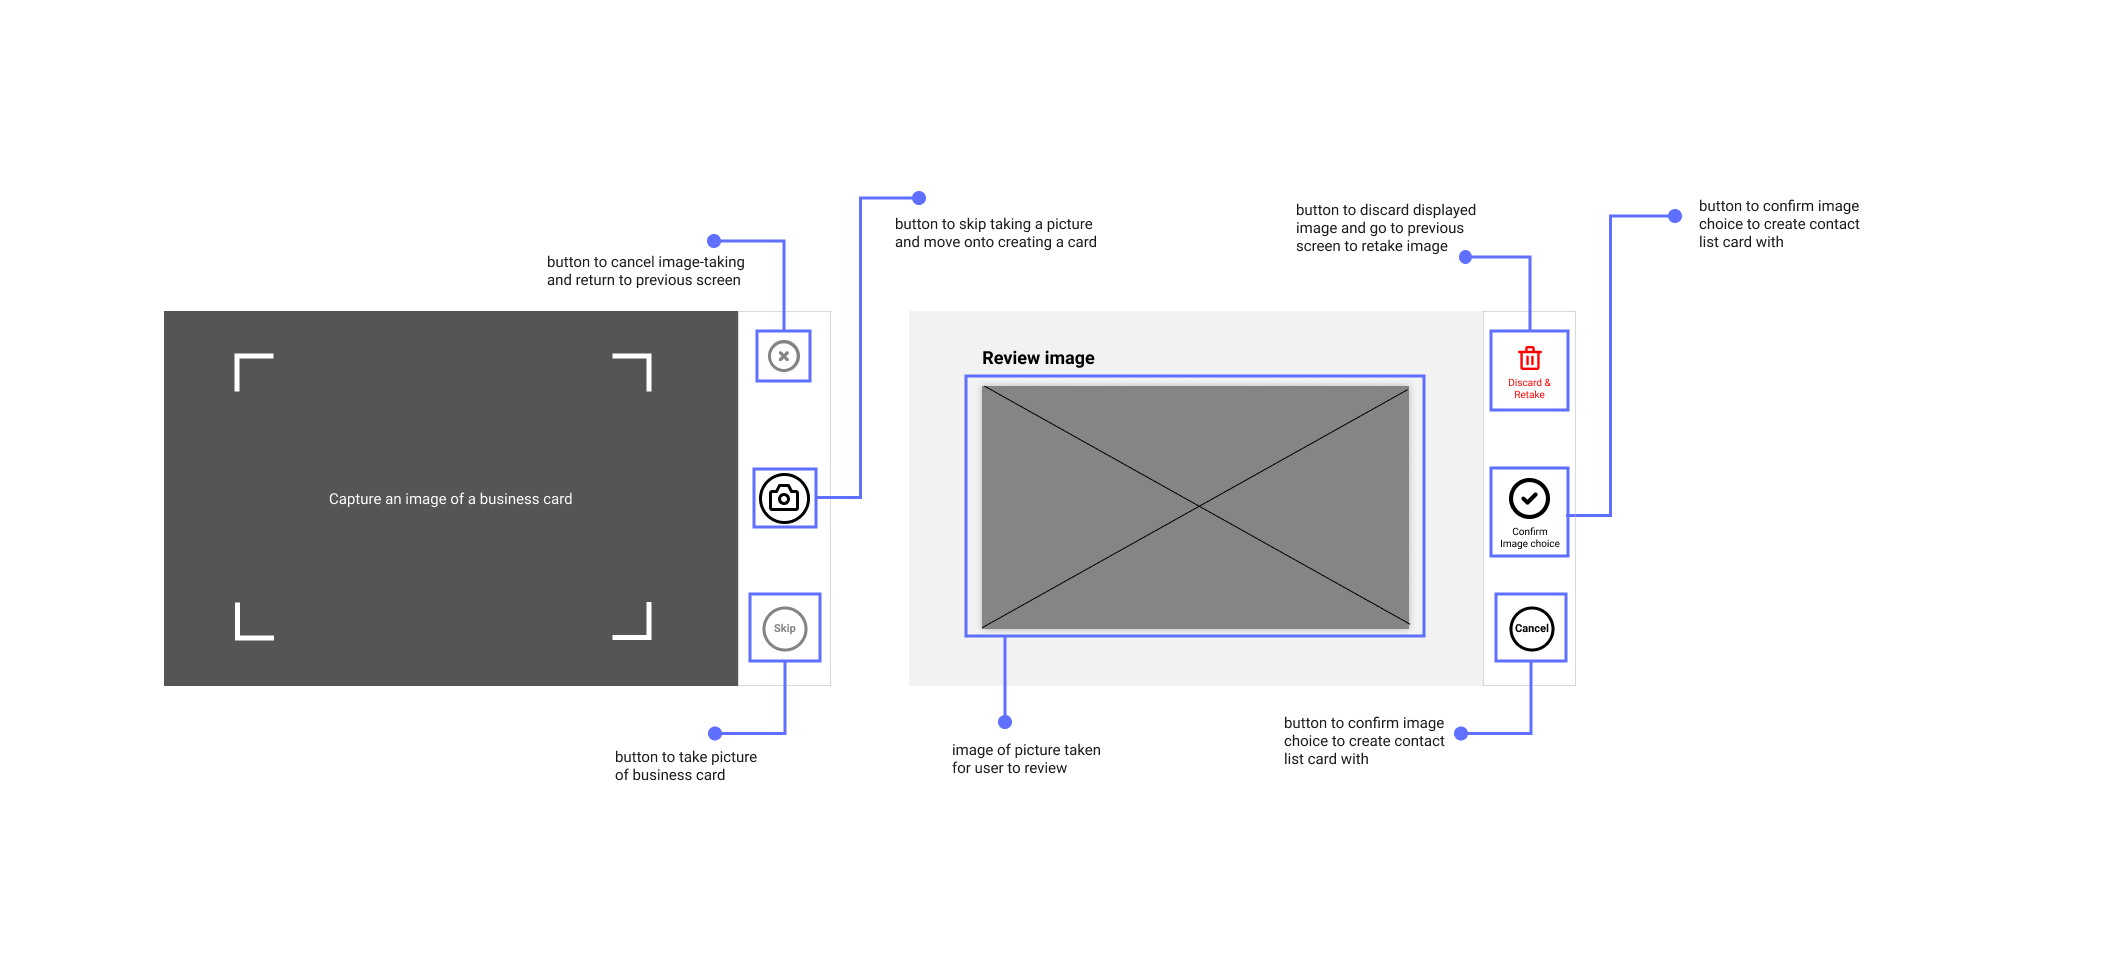 button to cancel image-taking
and return to previous screen
button to skip taking a picture
and move onto creating a card
Capture an image of a business card
Skip
button to take picture
of business card
button to discard displayed
image and go to previous
screen to retake image
button to confirm image
choice to create contact
list card with
Review image
Discard &
Retake
Confirm
Image choice
Cancel
image of picture taken
for user to review
button to confirm image
choice to create contact
list card with